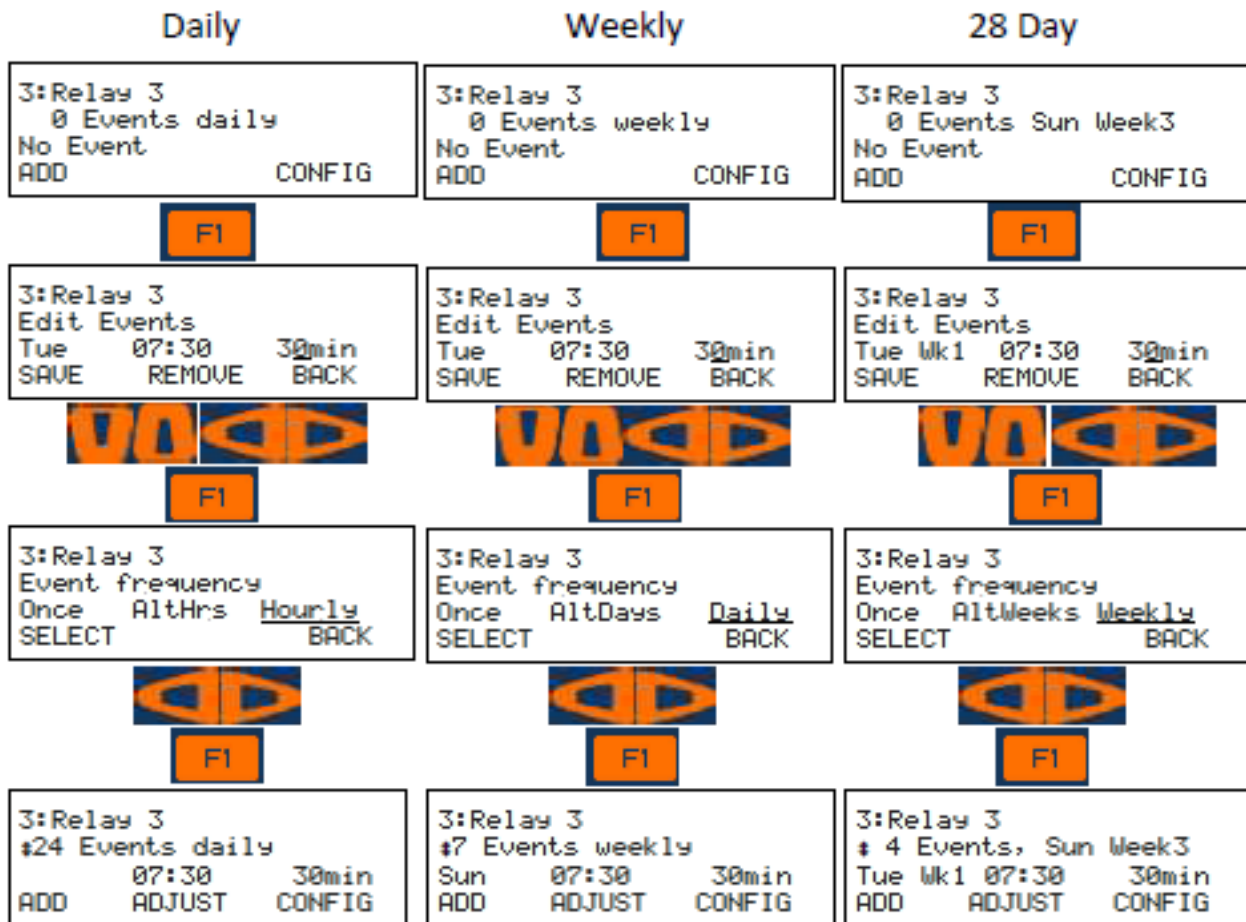 Daily Weekly 28 Day
3:Relay 3
0 Events daily
No Event
ADD CONFIG
3:Relay 3
0 Events weekly
No Event
ADD CONFIG
3:Relay 3
0 Events Sun Week3
No Event
ADD CONFIG
F1 F1 F1
3:Relay 3
Edit Events
Tue 07:30 30min
SAVE REMOVE BACK
3:Relay 3
Edit Events
Tue 07:30 30min
SAVE REMOVE BACK
3:Relay 3
Edit Events
Tue Wk1 07:30 30min
SAVE REMOVE BACK
F1 F1 F1
3:Relay 3
Event frequency
Once AltHrs Hourly
SELECT BACK
3:Relay 3
Event frequency
Once AltDays Daily
SELECT BACK
3:Relay 3
Event frequency
Once AltWeeks Weekly
SELECT BACK
F1 F1 F1
3:Relay 3
↕24 Events daily
07:30 30min
ADD ADJUST CONFIG
3:Relay 3
↕7 Events weekly
Sun 07:30 30min
ADD ADJUST CONFIG
3:Relay 3
↕ 4 Events, Sun Week3
Tue Wk1 07:30 30min
ADD ADJUST CONFIG